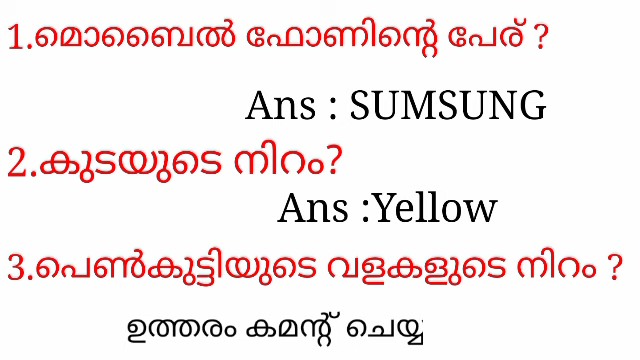 1.മൊബൈൽ ഫോണിന്റെ പേര് ?
Ans : SUMSUNG
2.കുടയുടെ നിറം?
Ans :Yellow
3.പെൺകുട്ടിയുടെ വളകളുടെ നിറം ?
ഉത്തരം കമന്റ് ചെയ്യു